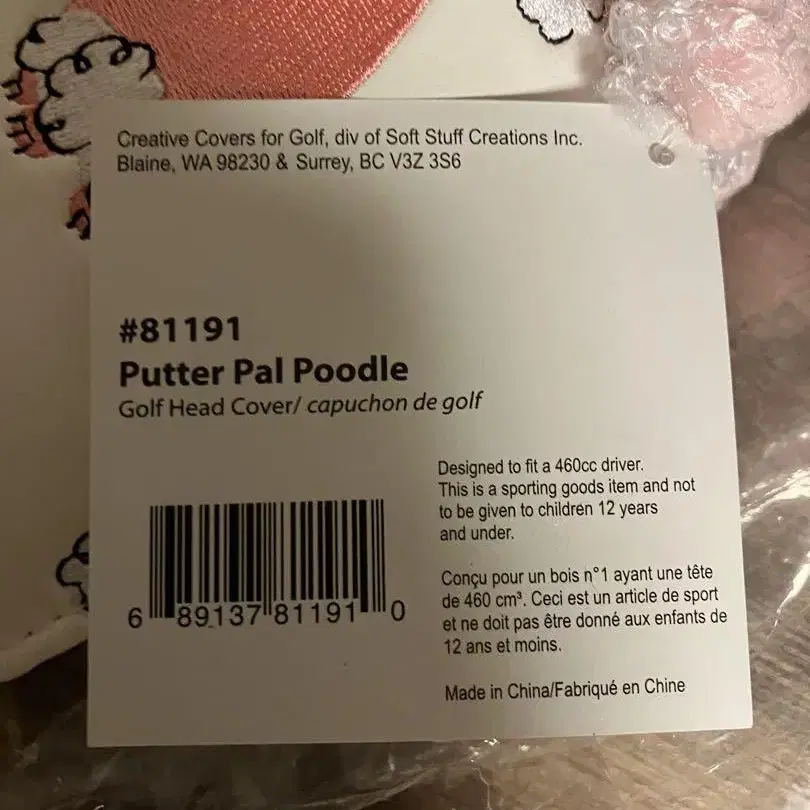 Creative Covers for Golf, div of Soft Stuff Creations Inc.
Blaine, WA 98230 & Surrey, BC V3Z 3S6
#81191
Putter Pal Poodle
Golf Head Cover/ capuchon de golf
Designed to fit a 460cc driver.
This is a sporting goods item and not
to be given to children 12 years
and under.
Conçu pour un bois n°1 ayant une tête
de 460 cm³. Ceci est un article de sport
et ne doit pas être donné aux enfants de
12 ans et moins.
Made in China/Fabriqué en Chine
6 89137 81191 0